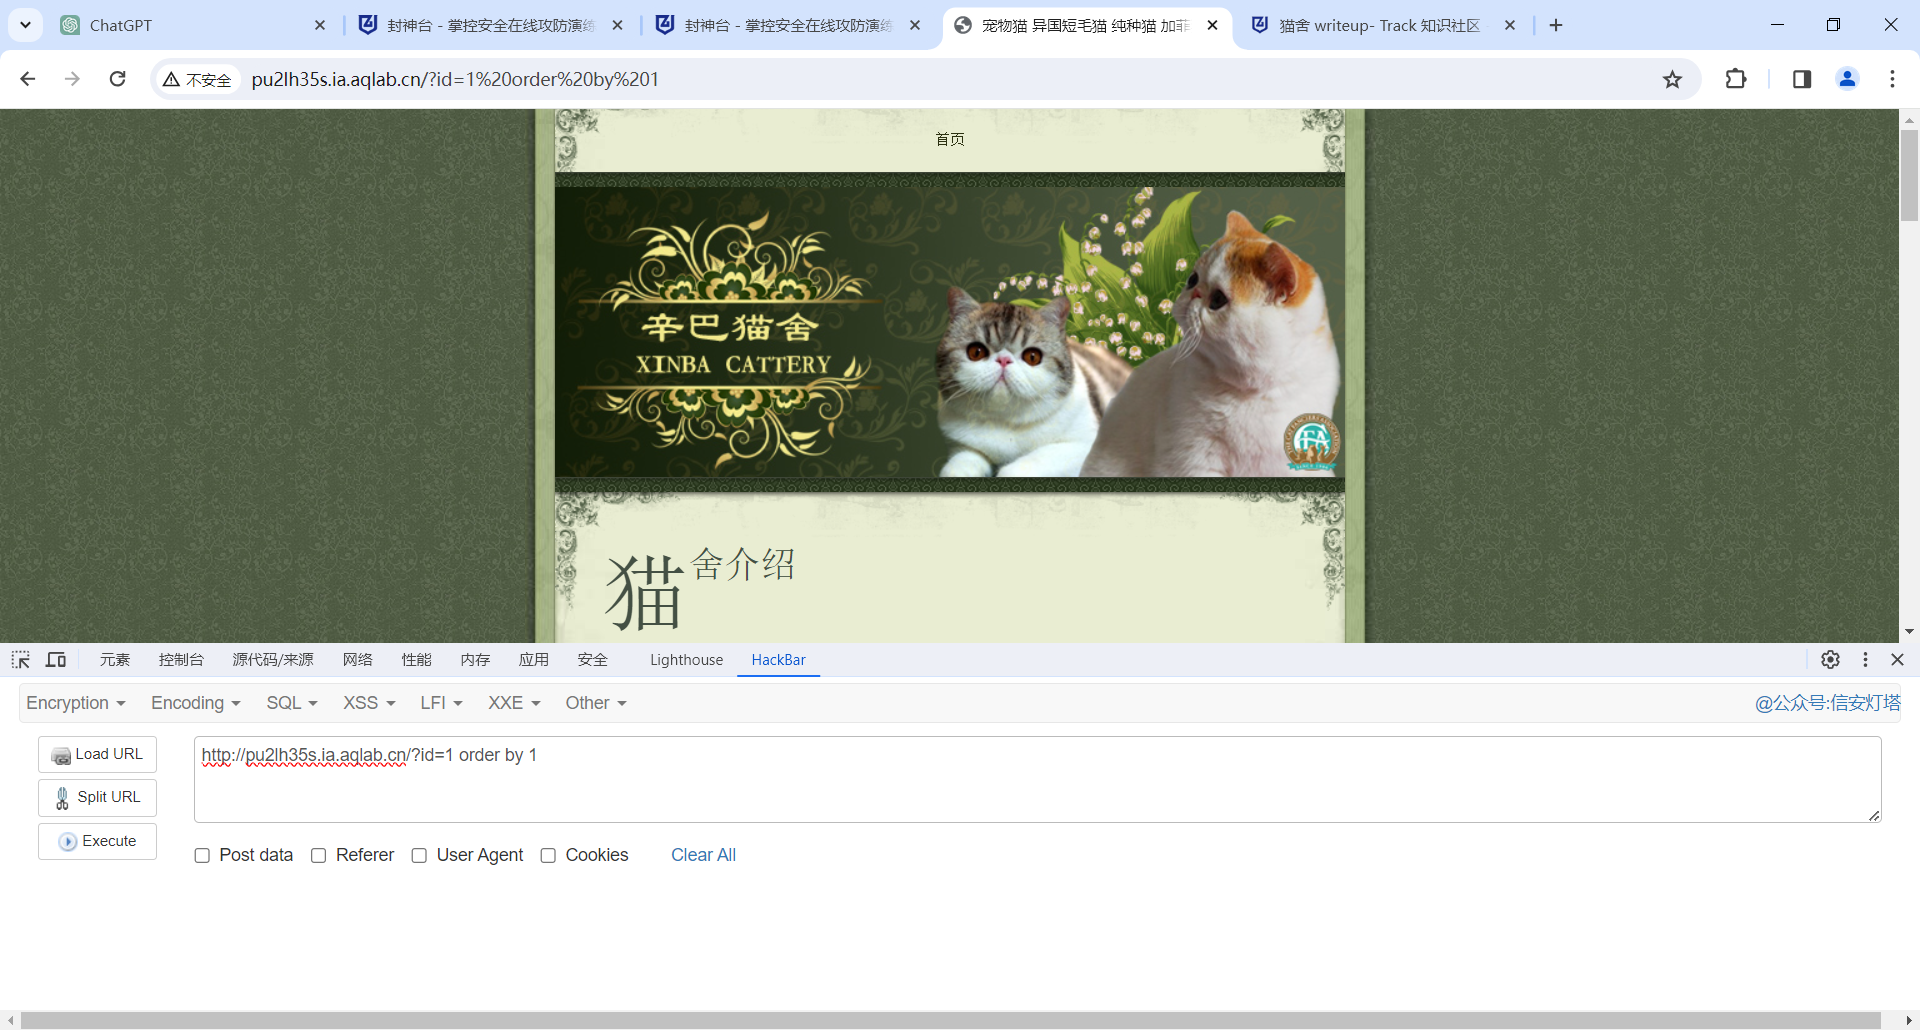 ChatGPT
封神台 - 掌控安全在线攻防演练
封神台 - 掌控安全在线攻防演练
宠物猫 异国短毛猫 纯种猫 加菲
猫舍 writeup- Track 知识社区
不安全
pu2lh35s.ia.aqlab.cn/?id=1%20order%20by%201
首页
辛巴猫舍
XINBA CATTERY
猫舍介绍
元素 控制台 源代码/来源 网络 性能 内存 应用 安全 Lighthouse HackBar
Encryption Encoding SQL XSS LFI XXE Other @公众号:信安灯塔
Load URL
http://pu2lh35s.ia.aqlab.cn/?id=1 order by 1
Split URL
Execute
Post data Referer User Agent Cookies Clear All